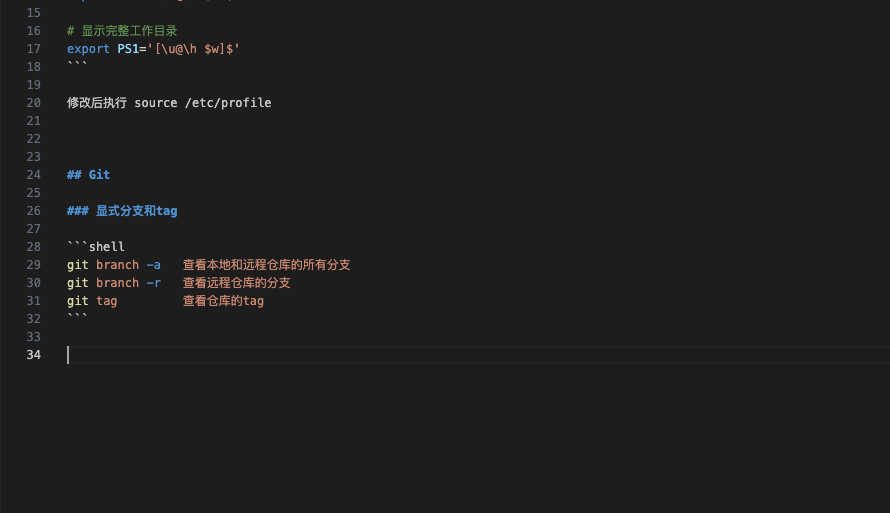 15
16 # 显示完整工作目录
17 export PS1='[\u@\h $w]$'
18 ```
19
20 修改后执行 source /etc/profile
21
22
23
24 ## Git
25
26 ### 显式分支和tag
27
28 ```shell
29 git branch -a   查看本地和远程仓库的所有分支
30 git branch -r   查看远程仓库的分支
31 git tag         查看仓库的tag
32 ```
33
34